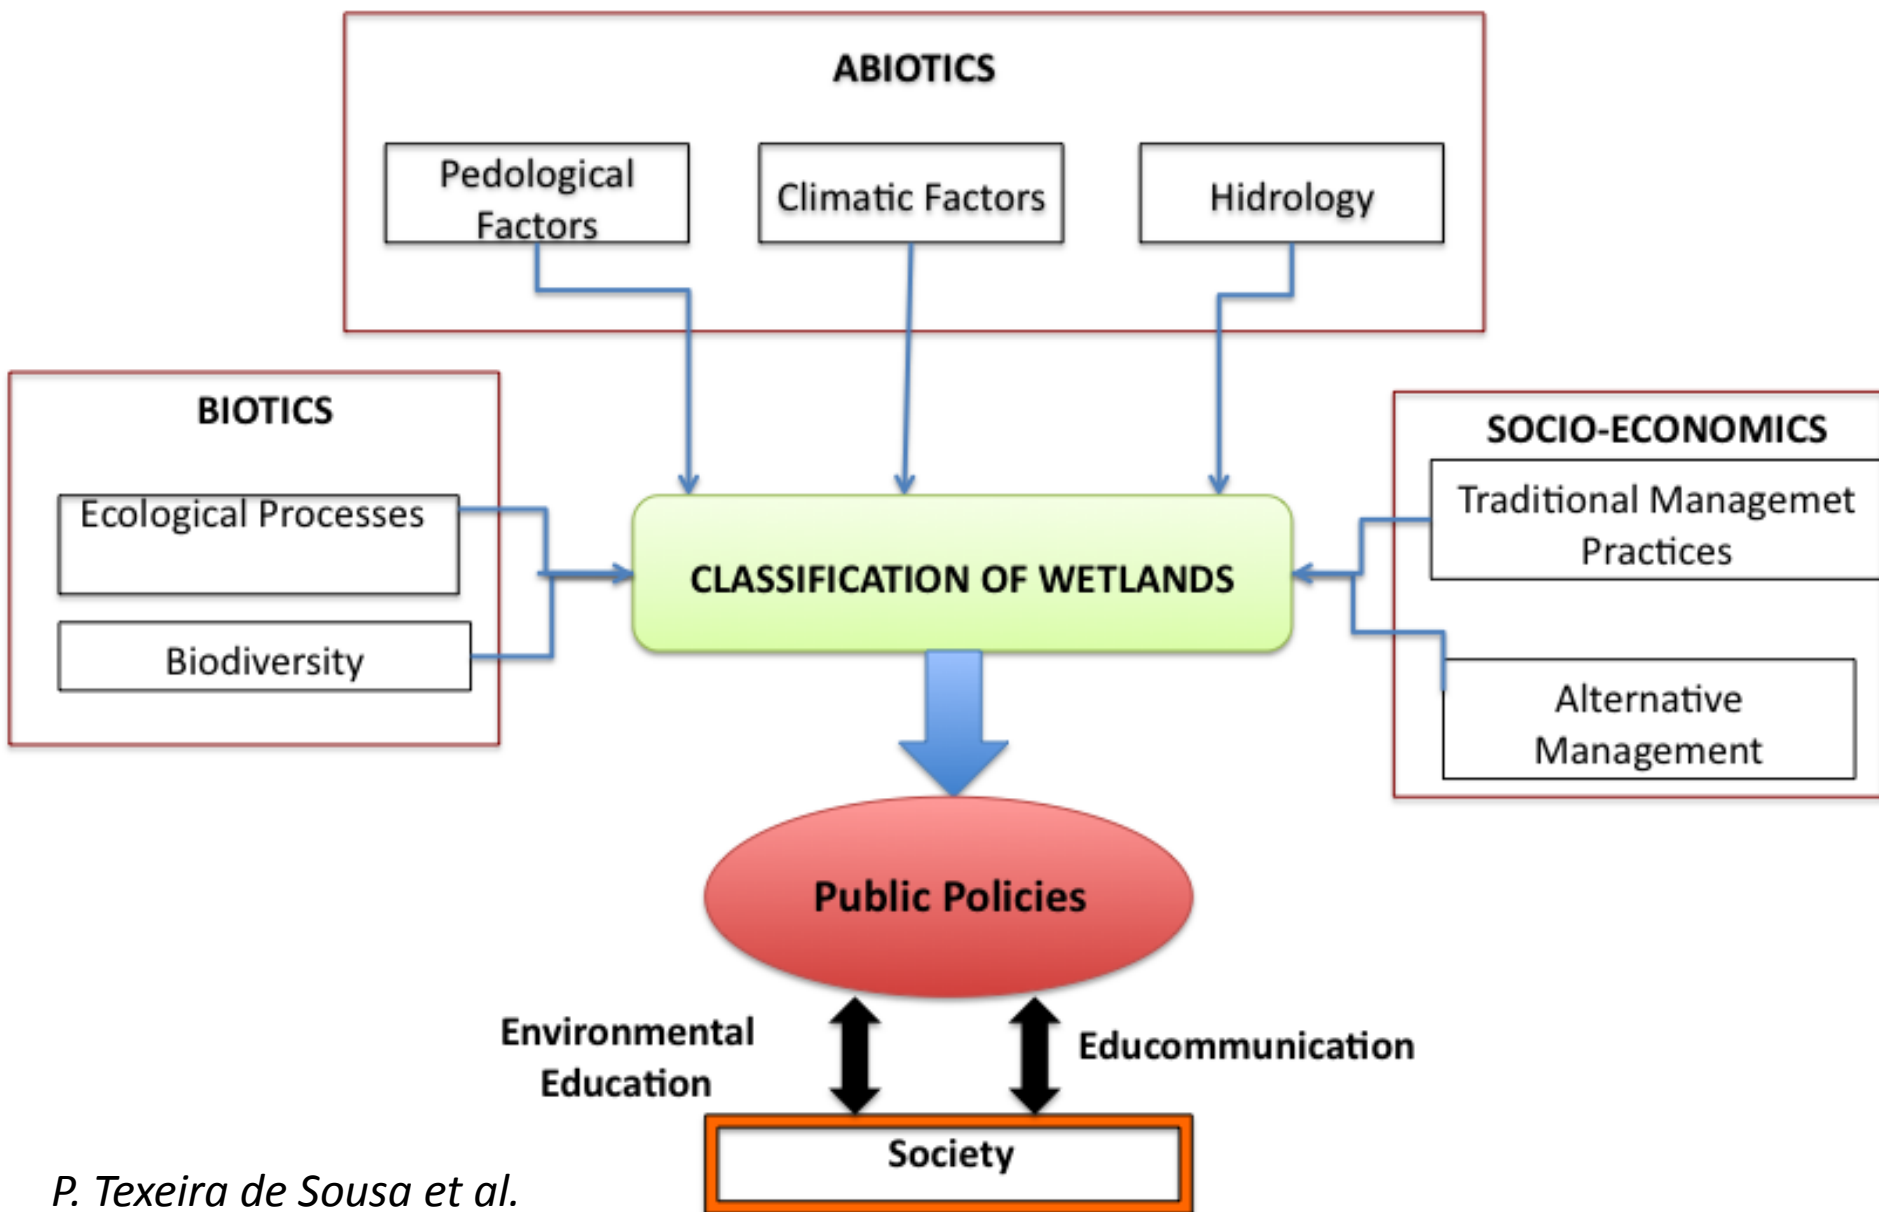 ABIOTICS
Pedological
Factors
Climatic Factors
Hidrology
BIOTICS
Ecological Processes
Biodiversity
SOCIO-ECONOMICS
Traditional Managemet
Practices
Alternative
Management
CLASSIFICATION OF WETLANDS
Public Policies
Environmental
Education
Educommunication
Society
P. Texeira de Sousa et al.